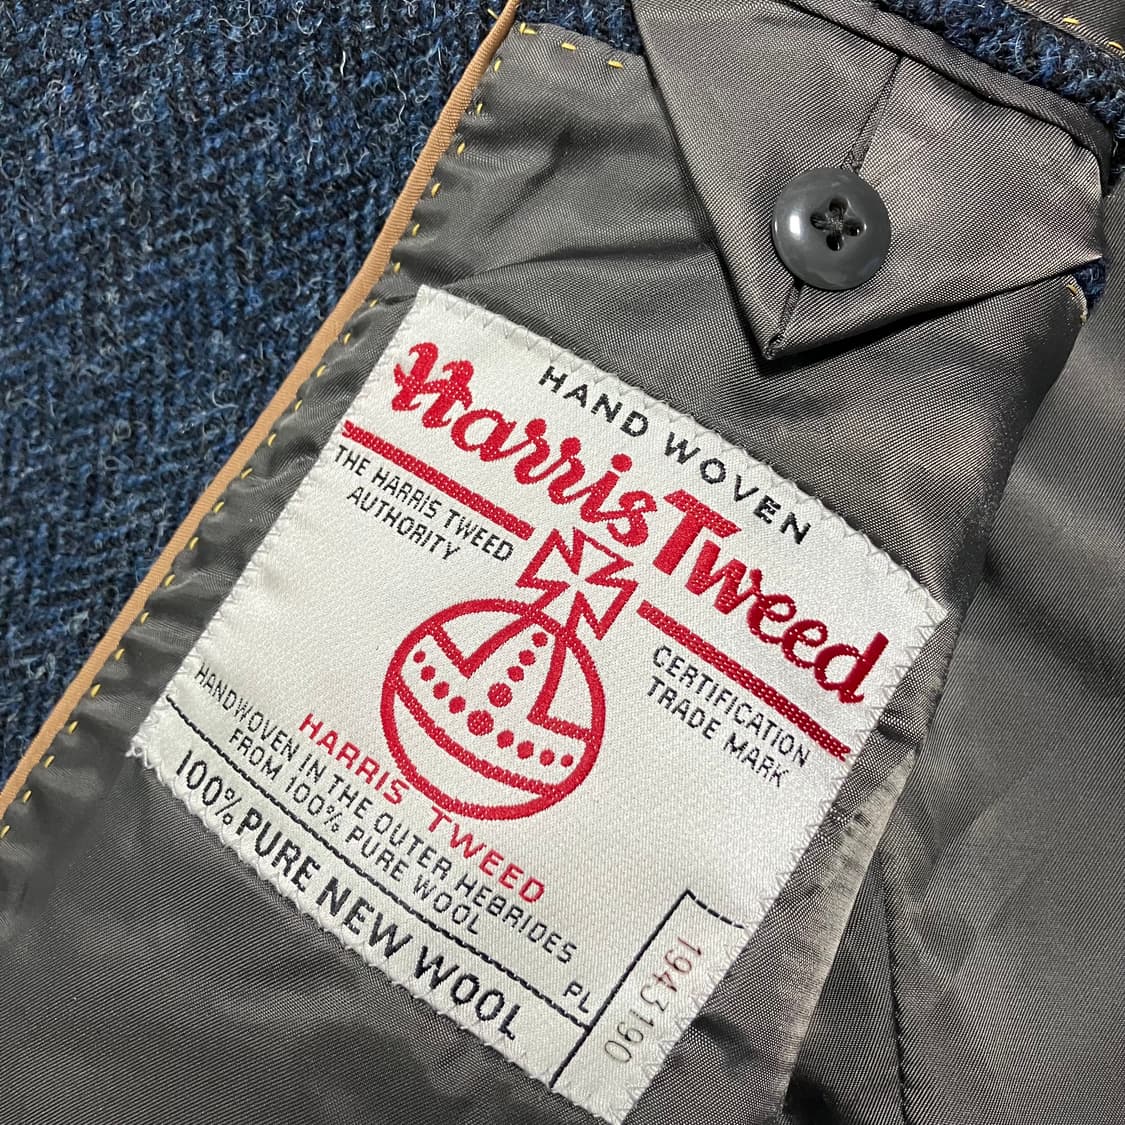 HAND WOVEN
Harris Tweed
THE HARRIS TWEED
AUTHORITY
CERTIFICATION
TRADE MARK
HARRIS TWEED
HANDWOVEN IN THE OUTER HEBRIDES
FROM 100% PURE WOOL
PL
100% PURE NEW WOOL
1943190